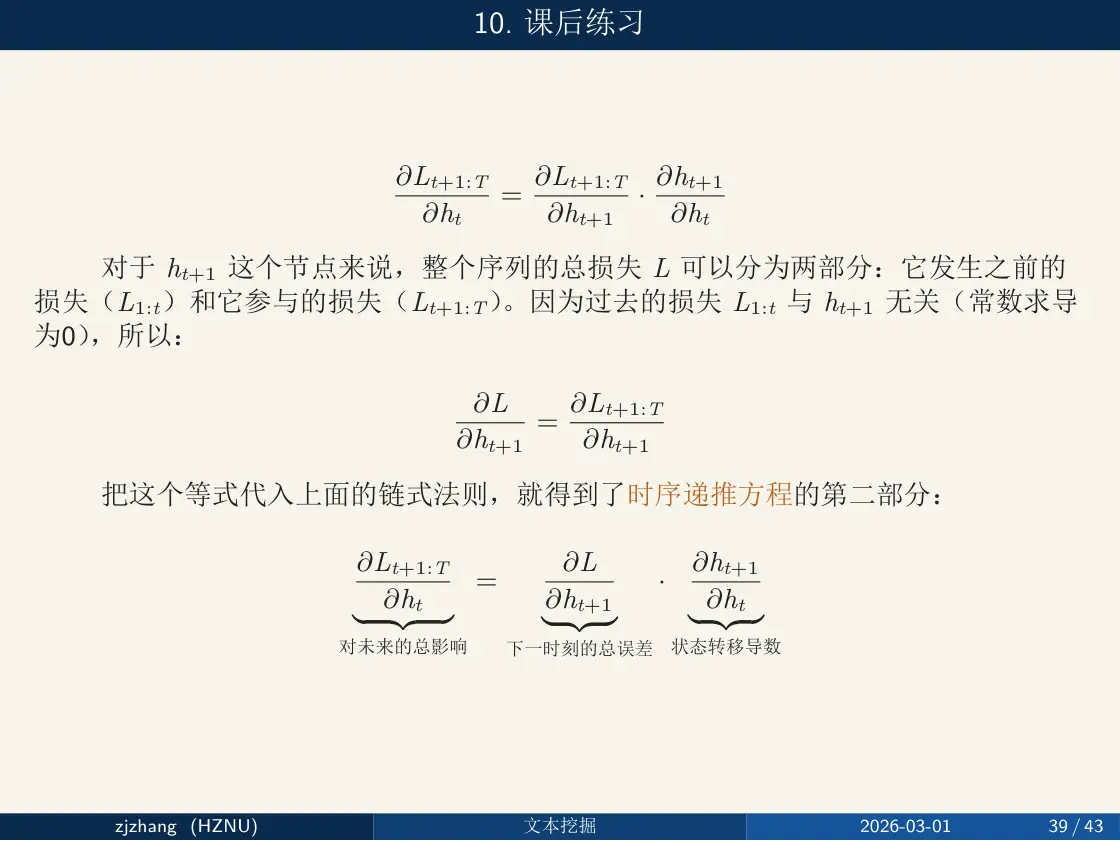 10. 课后练习
∂L_{t+1:T}/∂h_t = ∂L_{t+1:T}/∂h_{t+1} · ∂h_{t+1}/∂h_t
对于 h_{t+1} 这个节点来说，整个序列的总损失 L 可以分为两部分：它发生之前的
损失（L_{1:t}）和它参与的损失（L_{t+1:T}）。因为过去的损失 L_{1:t} 与 h_{t+1} 无关（常数求导
为0），所以：
∂L/∂h_{t+1} = ∂L_{t+1:T}/∂h_{t+1}
把这个等式代入上面的链式法则，就得到了时序递推方程的第二部分：
∂L_{t+1:T}/∂h_t = ∂L/∂h_{t+1} · ∂h_{t+1}/∂h_t
对未来的总影响 下一时刻的总误差 状态转移导数
zjzhang (HZNU) 文本挖掘 2026-03-01 39 / 43